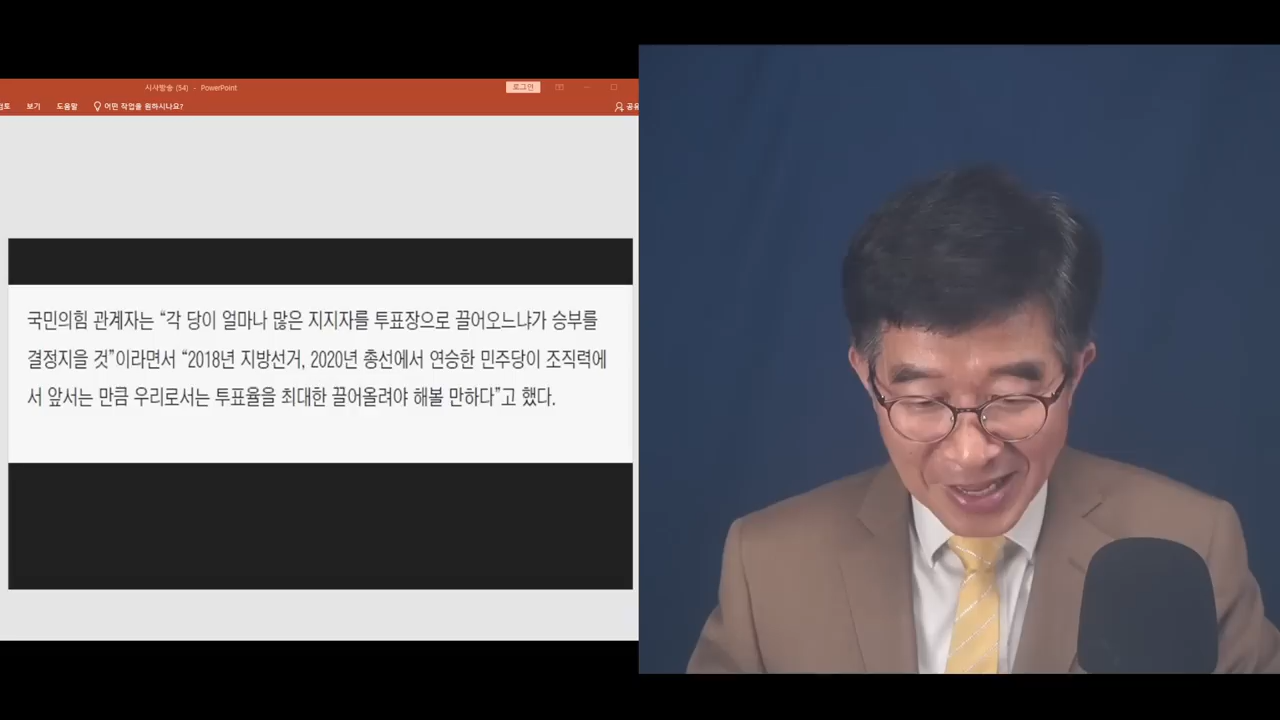 시사방송 (54) - PowerPoint
로그인
보기 도움말 어떤 작업을 원하시나요?
국민의힘 관계자는 “각 당이 얼마나 많은 지지자를 투표장으로 끌어오느냐가 승부를
결정지을 것”이라면서 “2018년 지방선거, 2020년 총선에서 연승한 민주당이 조직력에
서 앞서는 만큼 우리로서는 투표율을 최대한 끌어올려야 해볼 만하다”고 했다.